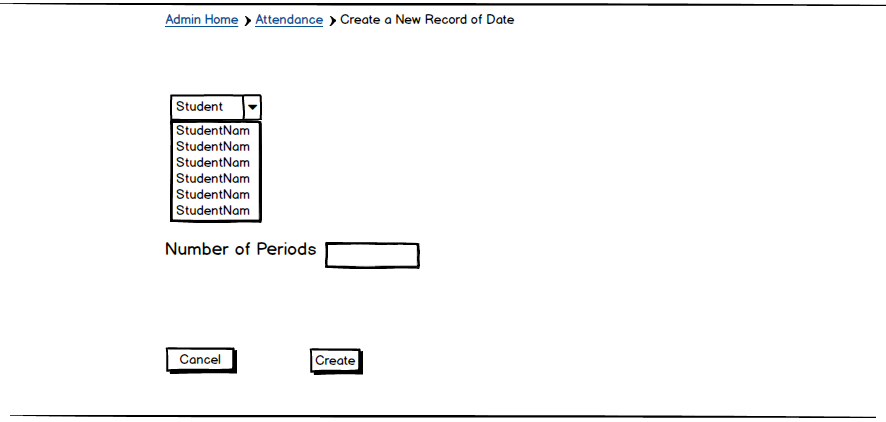 Admin Home ❯ Attendance ❯ Create a New Record of Date
Student
StudentNam
StudentNam
StudentNam
StudentNam
StudentNam
StudentNam
Number of Periods
Cancel Create